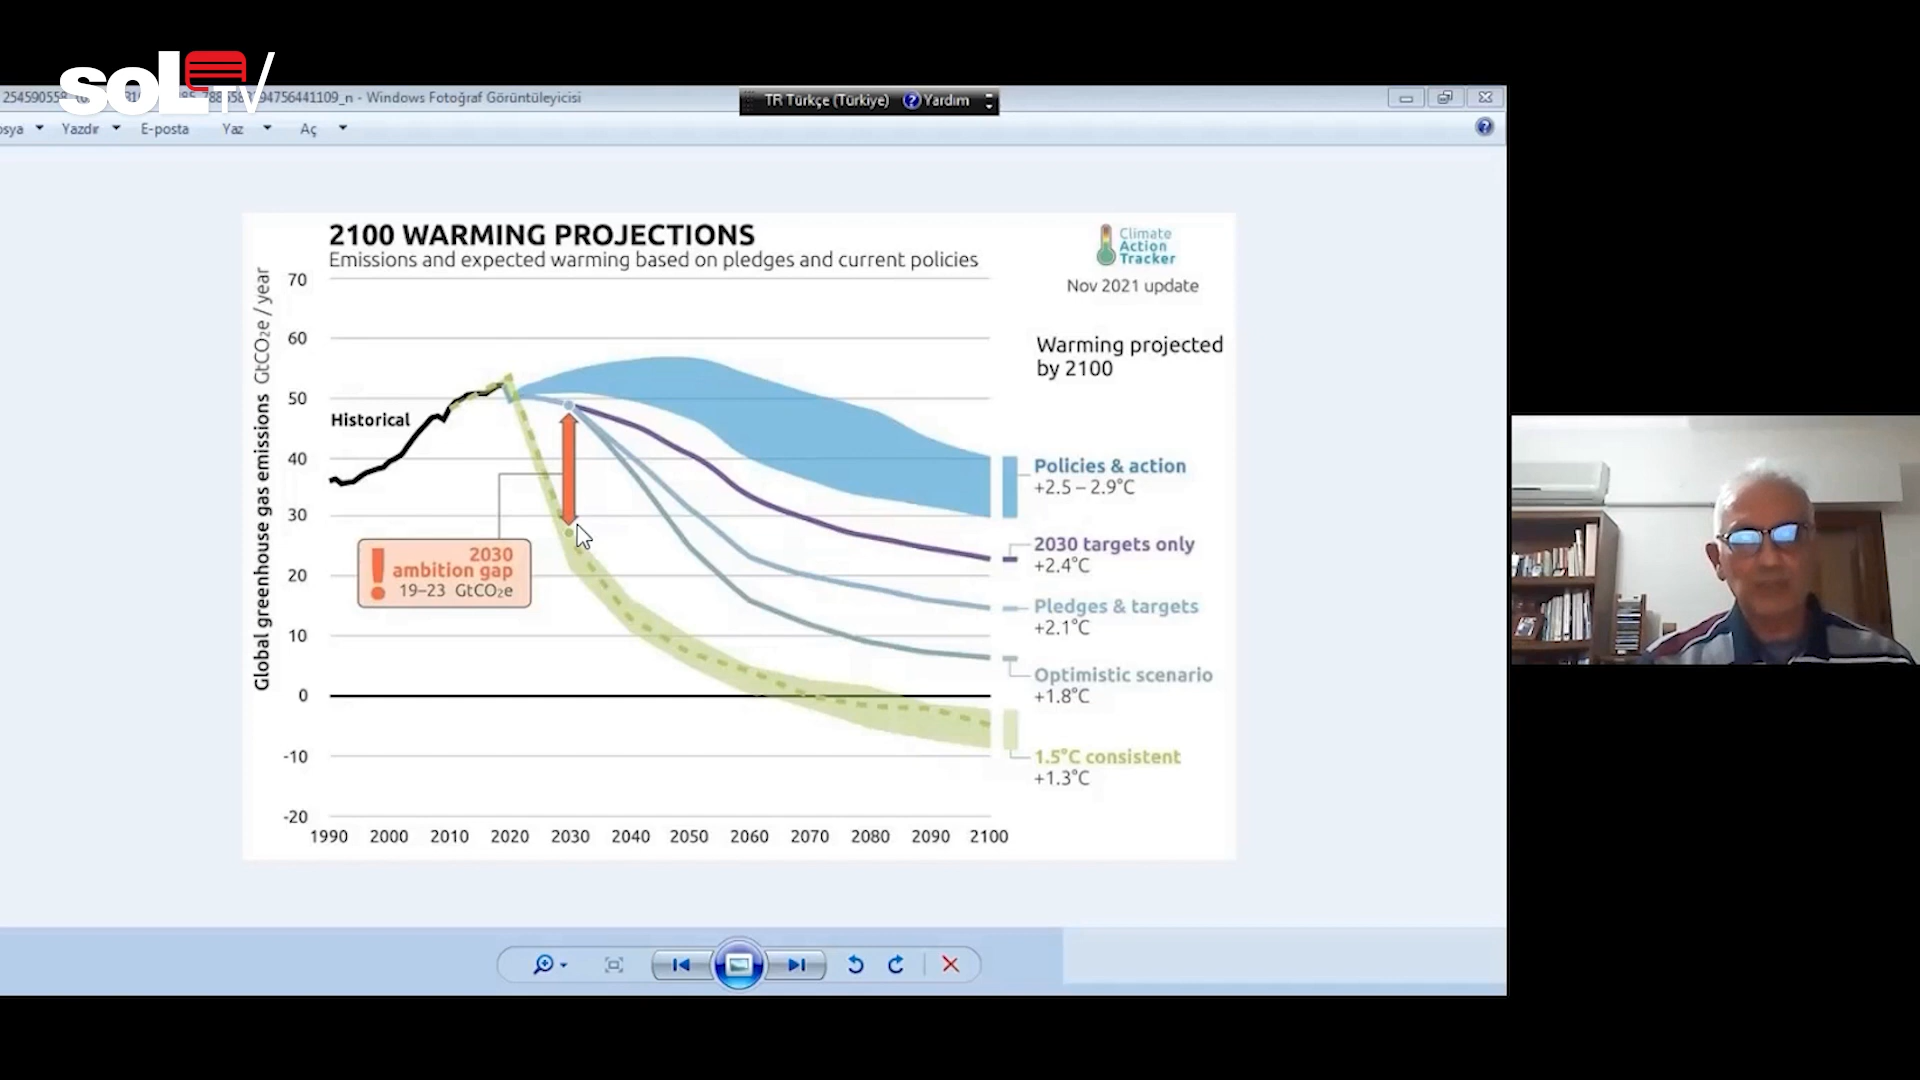 soL TV
- Windows Fotoğraf Görüntüleyicisi
TR Türkçe (Türkiye) Yardım
Yazdır E-posta Yaz Aç
2100 WARMING PROJECTIONS
Emissions and expected warming based on pledges and current policies
Climate
Action
Tracker
Nov 2021 update
Global greenhouse gas emissions GtCO₂e / year
70
60
50
40
30
20
10
0
-10
-20
Historical
2030
ambition gap
19–23 GtCO₂e
Warming projected
by 2100
Policies & action
+2.5 – 2.9°C
2030 targets only
+2.4°C
Pledges & targets
+2.1°C
Optimistic scenario
+1.8°C
1.5°C consistent
+1.3°C
1990 2000 2010 2020 2030 2040 2050 2060 2070 2080 2090 2100